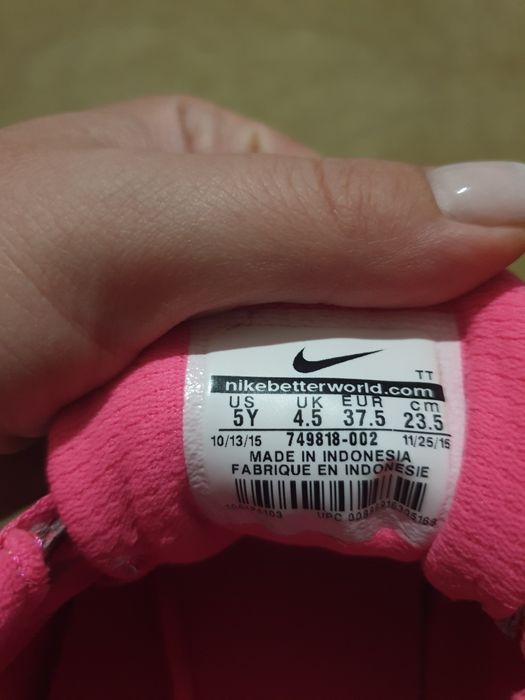 TT
nikebetterworld.com
US UK EUR cm
5Y 4.5 37.5 23.5
10/13/15 749818-002 11/25/15
MADE IN INDONESIA
FABRIQUE EN INDONESIE
UPC